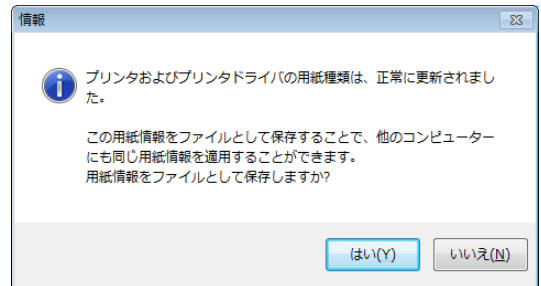 情報
プリンタおよびプリンタドライバの用紙種類は、正常に更新されまし
た。
この用紙情報をファイルとして保存することで、他のコンピューター
にも同じ用紙情報を適用することができます。
用紙情報をファイルとして保存しますか?
はい(Y) いいえ(N)